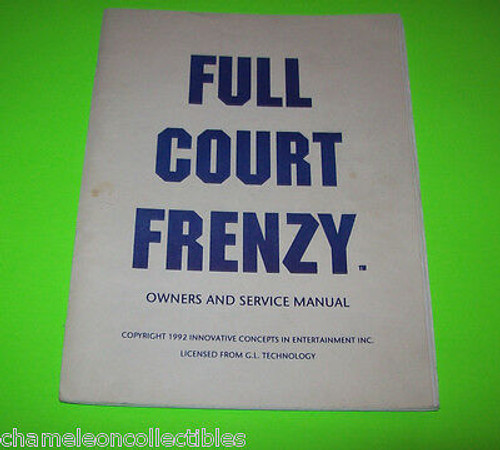 FULL
COURT
FRENZY™
OWNERS AND SERVICE MANUAL
COPYRIGHT 1992 INNOVATIVE CONCEPTS IN ENTERTAINMENT INC.
LICENSED FROM G.L. TECHNOLOGY
chameleoncollectibles